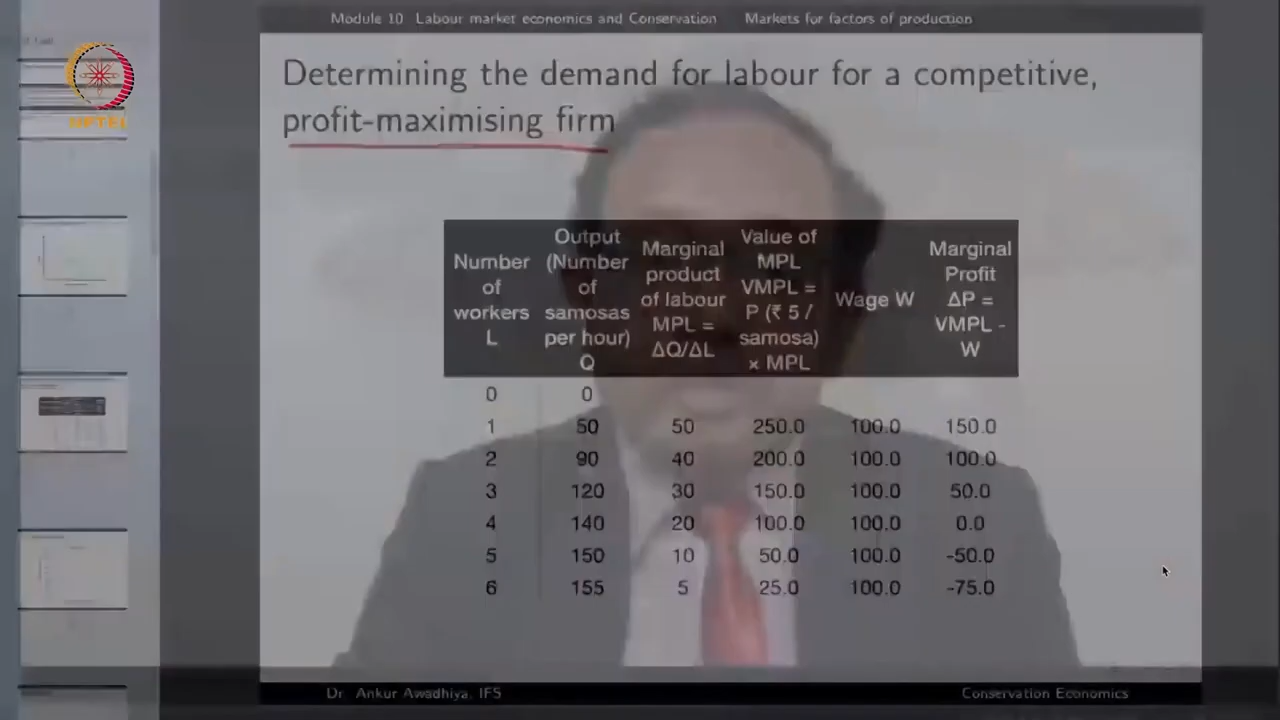 Module 10 Labour market economics and Conservation Markets for factors of production
NPTEL
Determining the demand for labour for a competitive,
profit-maximising firm
Number of workers L | Output (Number of samosas per hour) Q | Marginal product of labour MPL = ΔQ/ΔL | Value of MPL VMPL = P (₹ 5 / samosa) × MPL | Wage W | Marginal Profit ΔP = VMPL - W
0 0
1 50 50 250.0 100.0 150.0
2 90 40 200.0 100.0 100.0
3 120 30 150.0 100.0 50.0
4 140 20 100.0 100.0 0.0
5 150 10 50.0 100.0 -50.0
6 155 5 25.0 100.0 -75.0
Dr. Ankur Awadhiya, IFS Conservation Economics